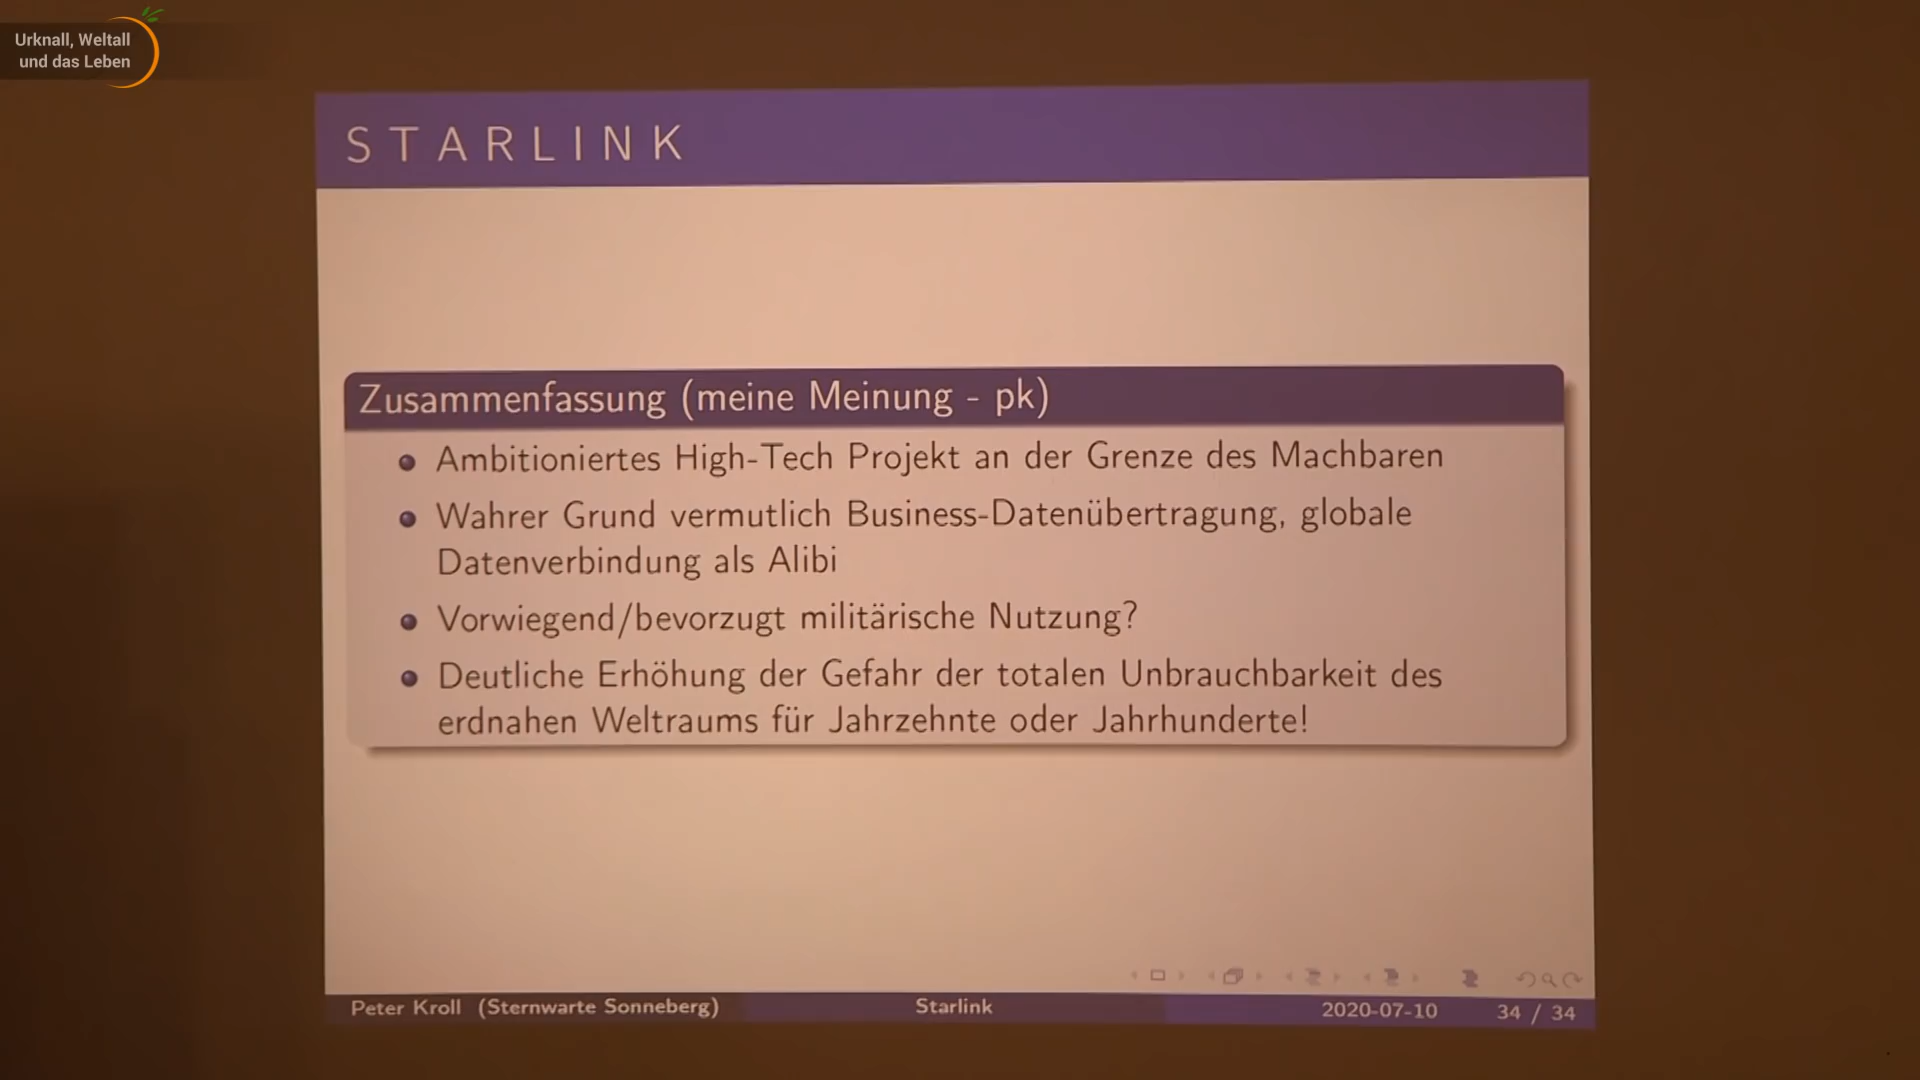 Urknall, Weltall
und das Leben
STARLINK
Zusammenfassung (meine Meinung - pk)
Ambitioniertes High-Tech Projekt an der Grenze des Machbaren
Wahrer Grund vermutlich Business-Datenübertragung, globale
Datenverbindung als Alibi
Vorwiegend/bevorzugt militärische Nutzung?
Deutliche Erhöhung der Gefahr der totalen Unbrauchbarkeit des
erdnahen Weltraums für Jahrzehnte oder Jahrhunderte!
Peter Kroll (Sternwarte Sonneberg) Starlink 2020-07-10 34 / 34